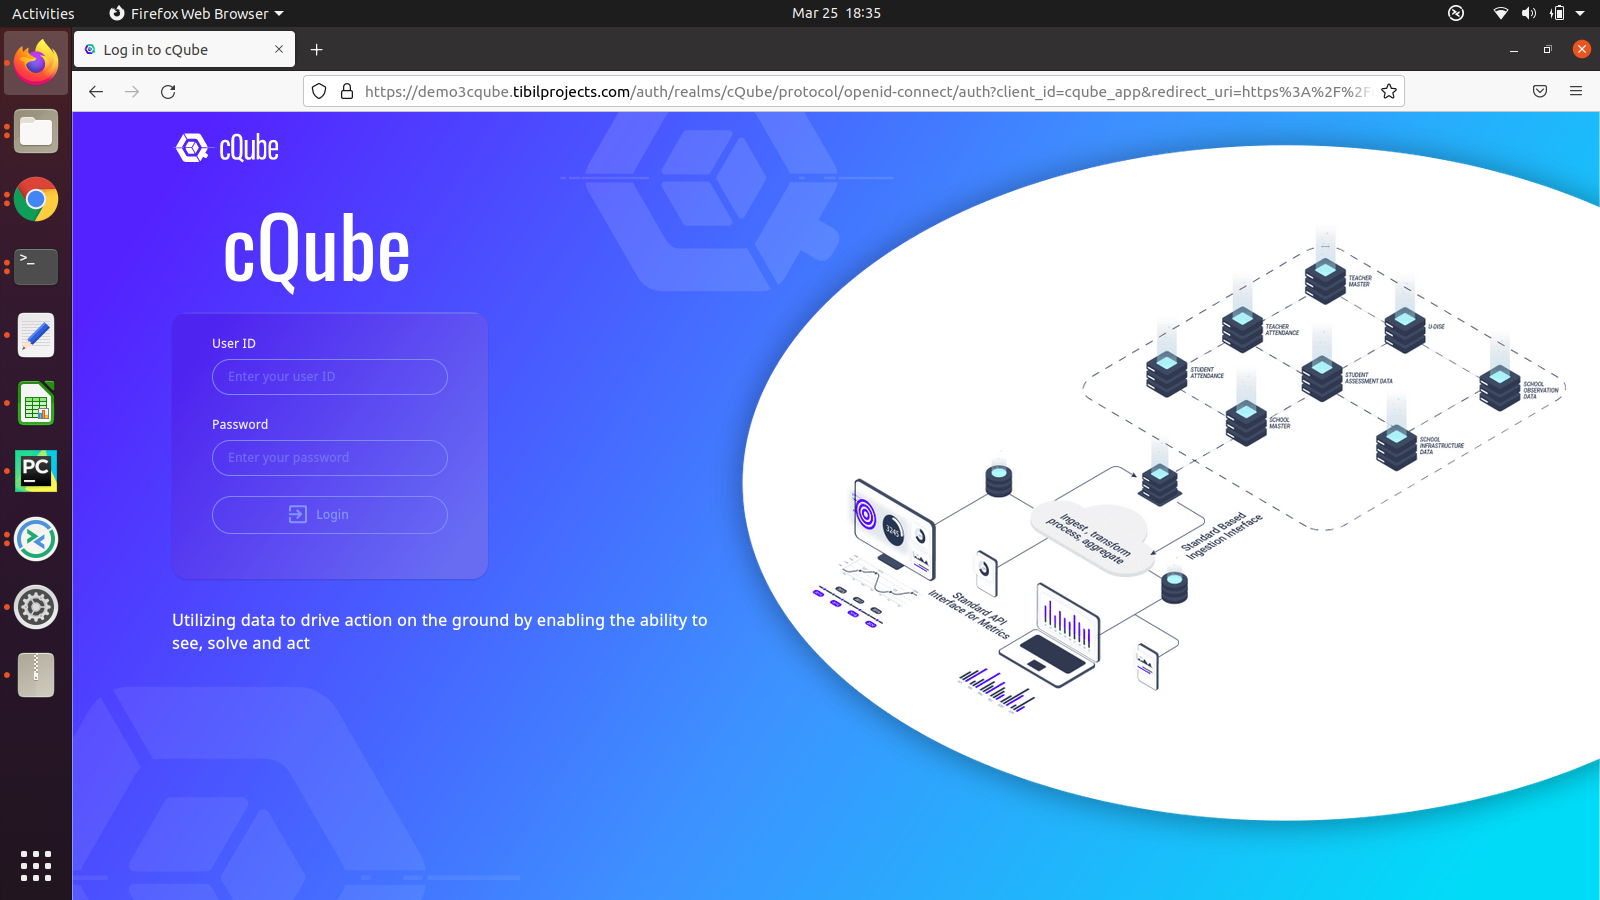 Activities
Firefox Web Browser
Mar 25 18:35
Log in to cQube
https://demo3cqube.tibilprojects.com/auth/realms/cQube/protocol/openid-connect/auth?client_id=cqube_app&redirect_uri=https%3A%2F%2F
cQube
cQube
User ID
Enter your user ID
Password
Enter your password
Login
Utilizing data to drive action on the ground by enabling the ability to
see, solve and act
TEACHER
MASTER
TEACHER
ATTENDANCE
U-DISE
STUDENT
ATTENDANCE
STUDENT
ASSESSMENT DATA
SCHOOL
OBSERVATION
DATA
SCHOOL
MASTER
SCHOOL
INFRASTRUCTURE
DATA
Ingest, transform
process, aggregate
Standard Based
Ingestion Interface
3245
Standard API
Interface for Metrics
PC